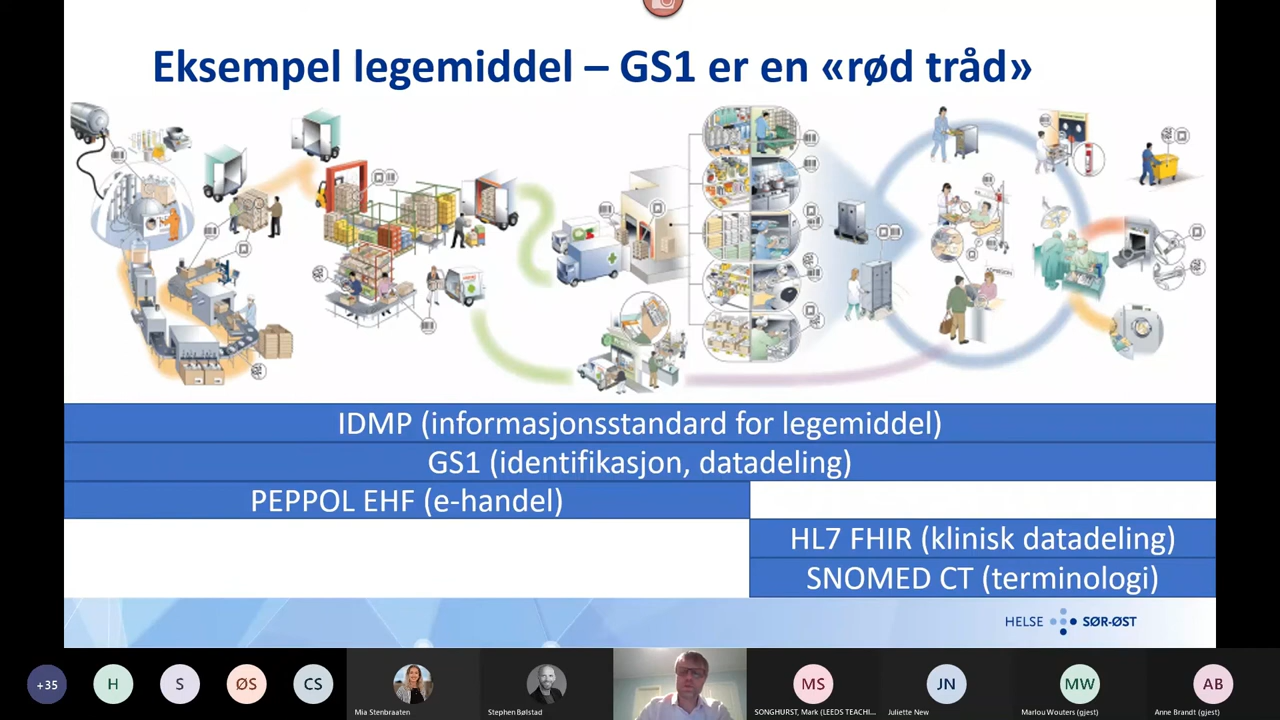 Eksempel legemiddel – GS1 er en «rød tråd»
IDMP (informasjonsstandard for legemiddel)
GS1 (identifikasjon, datadeling)
PEPPOL EHF (e-handel)
HL7 FHIR (klinisk datadeling)
SNOMED CT (terminologi)
HELSE SØR-ØST
+35
H
S
ØS
CS
Mia Stenbraaten
Stephen Bølstad
MS
SONGHURST, Mark (LEEDS TEACHI...
JN
Juliette New
MW
Marlou Wouters (gjest)
AB
Anne Brandt (gjest)